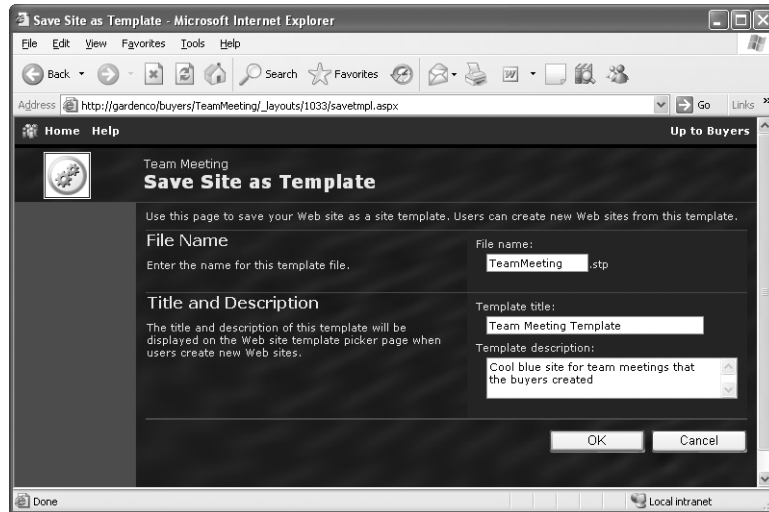 Save Site as Template - Microsoft Internet Explorer
File Edit View Favorites Tools Help
Back Search Favorites
Address http://gardenco/buyers/TeamMeeting/_layouts/1033/savetmpl.aspx Go Links »
Home Help Up to Buyers
Team Meeting
Save Site as Template
Use this page to save your Web site as a site template. Users can create new Web sites from this template.
File Name
Enter the name for this template file.
File name:
TeamMeeting .stp
Title and Description
The title and description of this template will be
displayed on the Web site template picker page when
users create new Web sites.
Template title:
Team Meeting Template
Template description:
Cool blue site for team meetings that
the buyers created
OK Cancel
Done Local intranet